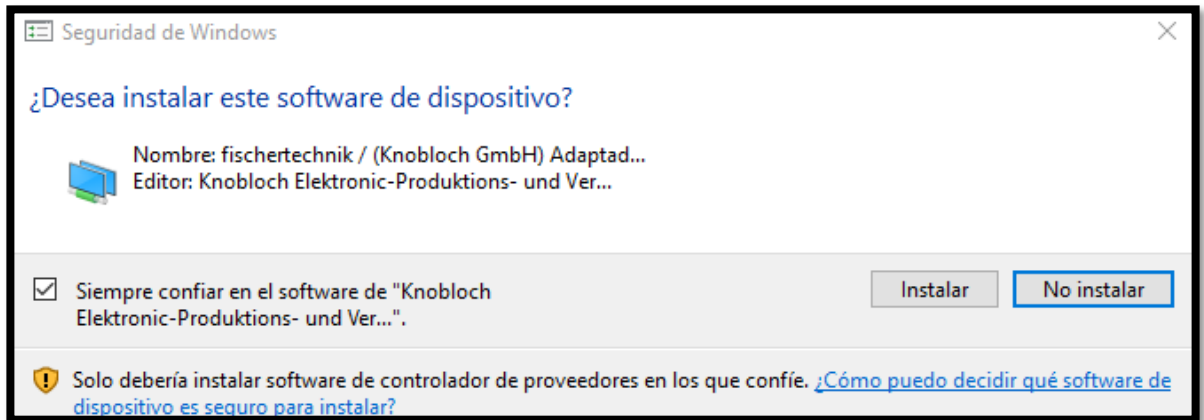 Seguridad de Windows
¿Desea instalar este software de dispositivo?
Nombre: fischertechnik / (Knobloch GmbH) Adaptad...
Editor: Knobloch Elektronic-Produktions- und Ver...
Siempre confiar en el software de "Knobloch
Elektronic-Produktions- und Ver...".
Instalar
No instalar
Solo debería instalar software de controlador de proveedores en los que confíe. ¿Cómo puedo decidir qué software de
dispositivo es seguro para instalar?